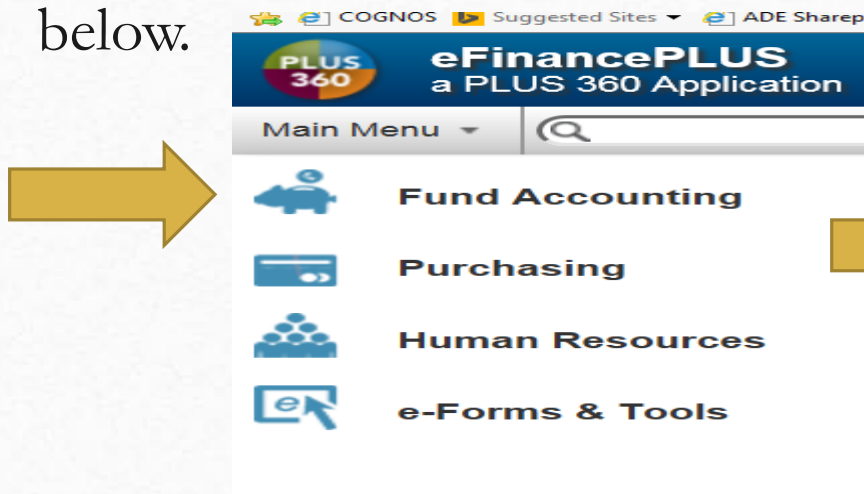 below.
COGNOS Suggested Sites ADE Sharep
PLUS 360
eFinancePLUS
a PLUS 360 Application
Main Menu
Fund Accounting
Purchasing
Human Resources
e-Forms & Tools